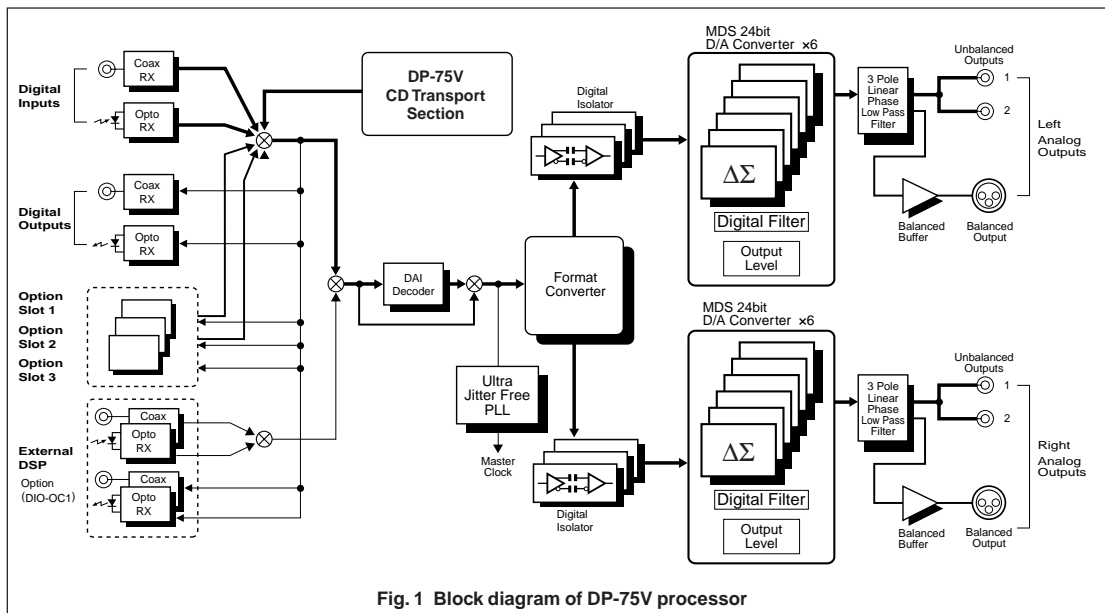 Digital
Inputs
Coax
RX
Opto
RX
DP-75V
CD Transport
Section
Digital
Outputs
Coax
RX
Opto
RX
Option
Slot 1
Option
Slot 2
Option
Slot 3
External
DSP
Option
(DIO-OC1)
Coax
Opto
RX
Coax
Opto
RX
DAI
Decoder
Ultra
Jitter Free
PLL
Master
Clock
Format
Converter
Digital
Isolator
Digital
Isolator
MDS 24bit
D/A Converter ×6
ΔΣ
Digital Filter
Output
Level
3 Pole
Linear
Phase
Low Pass
Filter
Unbalanced
Outputs
1
2
Left
Analog
Outputs
Balanced
Buffer
Balanced
Output
MDS 24bit
D/A Converter ×6
ΔΣ
Digital Filter
Output
Level
3 Pole
Linear
Phase
Low Pass
Filter
Unbalanced
Outputs
1
2
Right
Analog
Outputs
Balanced
Buffer
Balanced
Output
Fig. 1 Block diagram of DP-75V processor